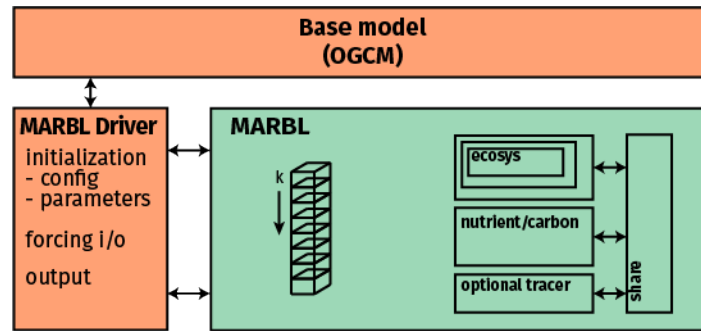 Base model
(OGCM)
MARBL Driver
initialization
- config
- parameters
forcing i/o
output
MARBL
k
ecosys
nutrient/carbon
optional tracer
share